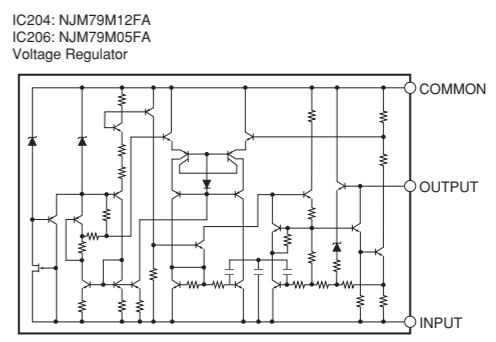 IC204: NJM79M12FA
IC206: NJM79M05FA
Voltage Regulator
COMMON
OUTPUT
INPUT